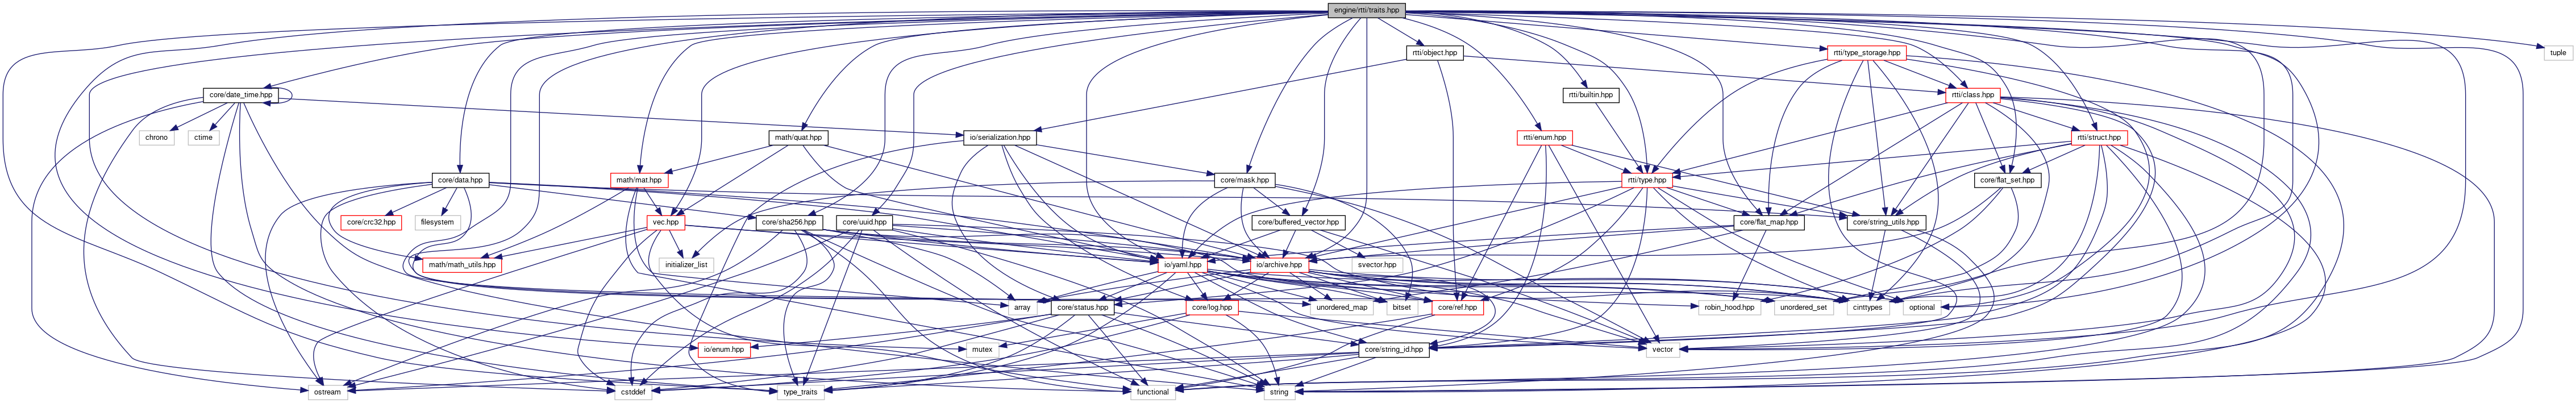 engine/rtti/traits.hpp
rtti/object.hpp
rtti/type_storage.hpp
tuple
core/date_time.hpp
rtti/builtin.hpp
rtti/class.hpp
chrono
ctime
math/quat.hpp
io/serialization.hpp
rtti/enum.hpp
rtti/struct.hpp
core/data.hpp
math/mat.hpp
core/mask.hpp
rtti/type.hpp
core/flat_set.hpp
core/crc32.hpp
filesystem
vec.hpp
core/sha256.hpp
core/uuid.hpp
core/buffered_vector.hpp
core/flat_map.hpp
core/string_utils.hpp
math/math_utils.hpp
initializer_list
io/yaml.hpp
io/archive.hpp
svector.hpp
array
core/status.hpp
core/log.hpp
unordered_map
bitset
core/ref.hpp
robin_hood.hpp
unordered_set
cinttypes
optional
io/enum.hpp
mutex
core/string_id.hpp
vector
ostream
cstddef
type_traits
functional
string